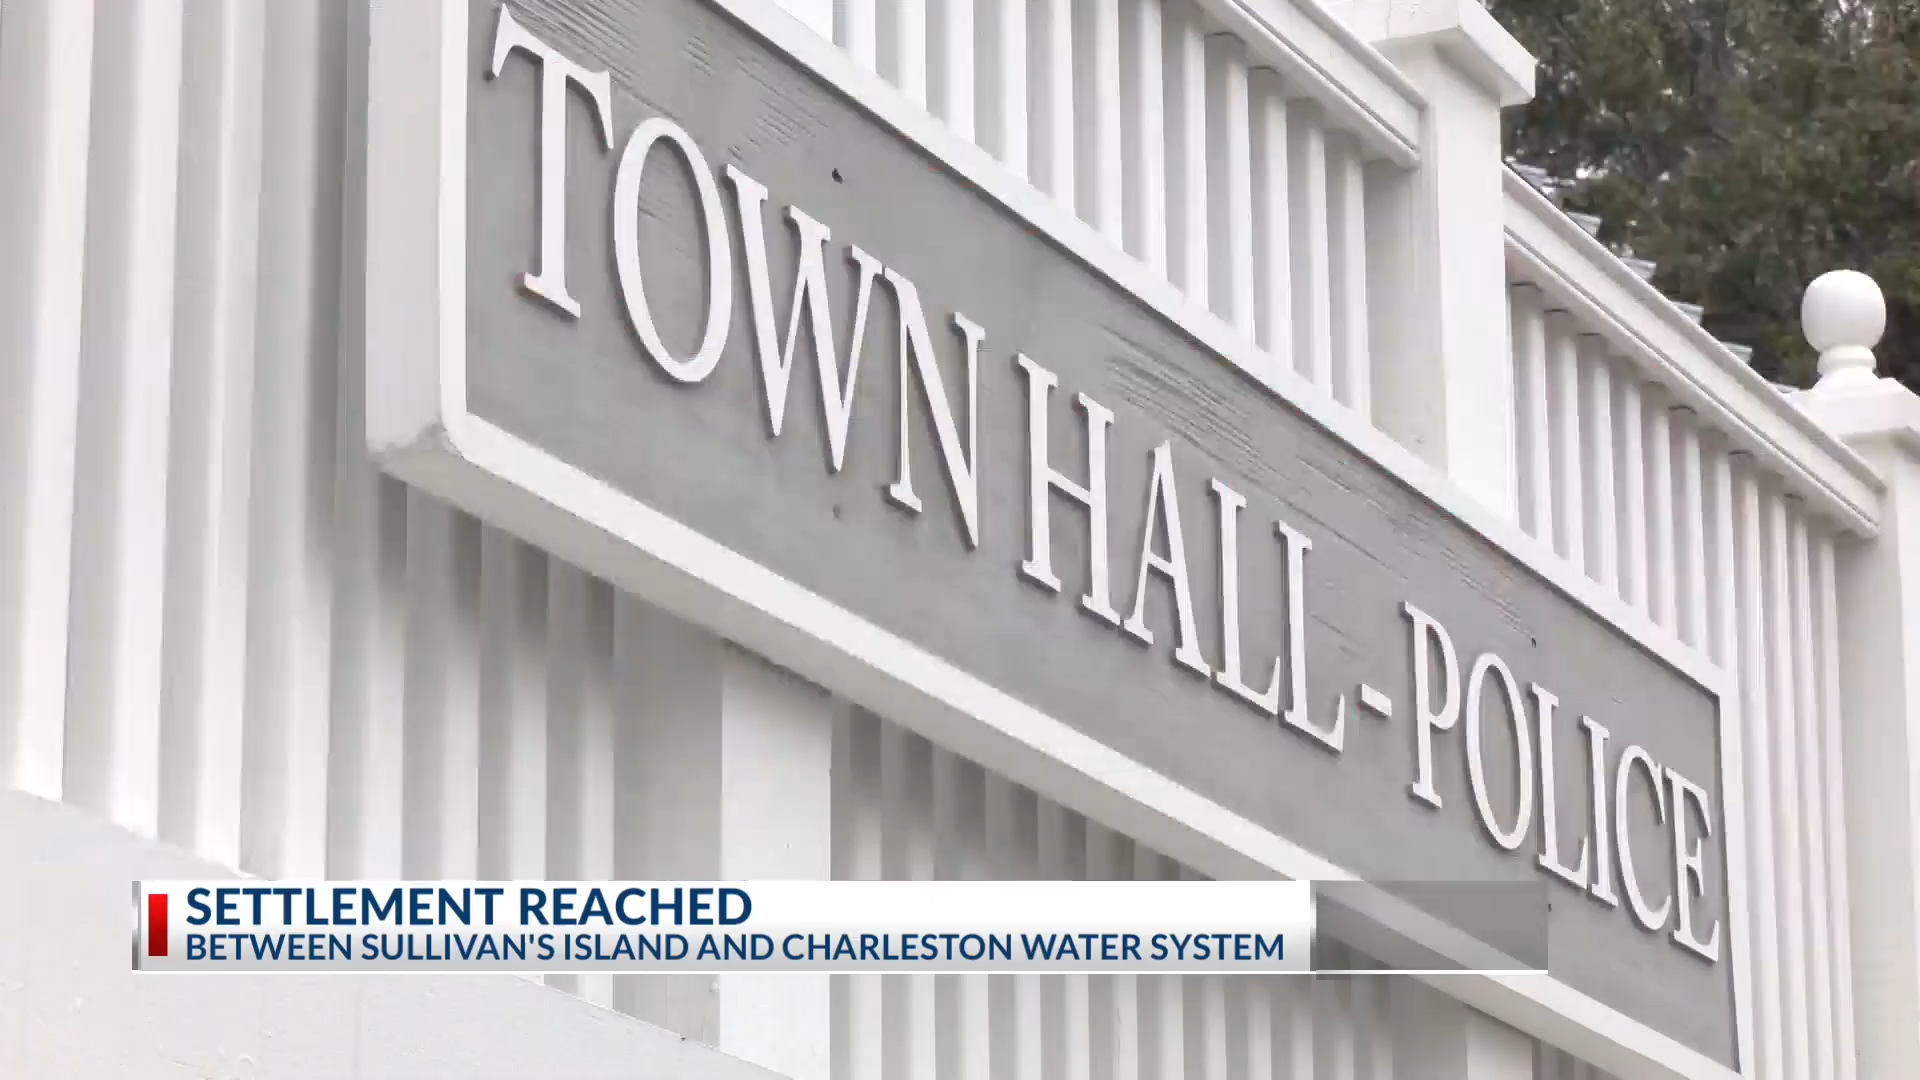 TOWN HALL - POLICE
SETTLEMENT REACHED
BETWEEN SULLIVAN'S ISLAND AND CHARLESTON WATER SYSTEM